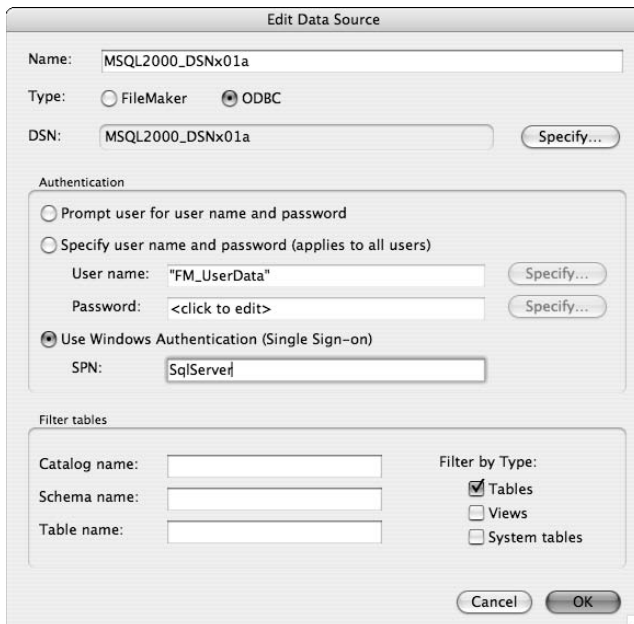 Edit Data Source
Name: MSQL2000_DSNx01a
Type: FileMaker ODBC
DSN: MSQL2000_DSNx01a Specify...
Authentication
Prompt user for user name and password
Specify user name and password (applies to all users)
User name: "FM_UserData" Specify...
Password: <click to edit> Specify...
Use Windows Authentication (Single Sign-on)
SPN: SqlServer
Filter tables
Catalog name: Filter by Type:
Tables
Schema name:
Views
Table name:
System tables
Cancel OK